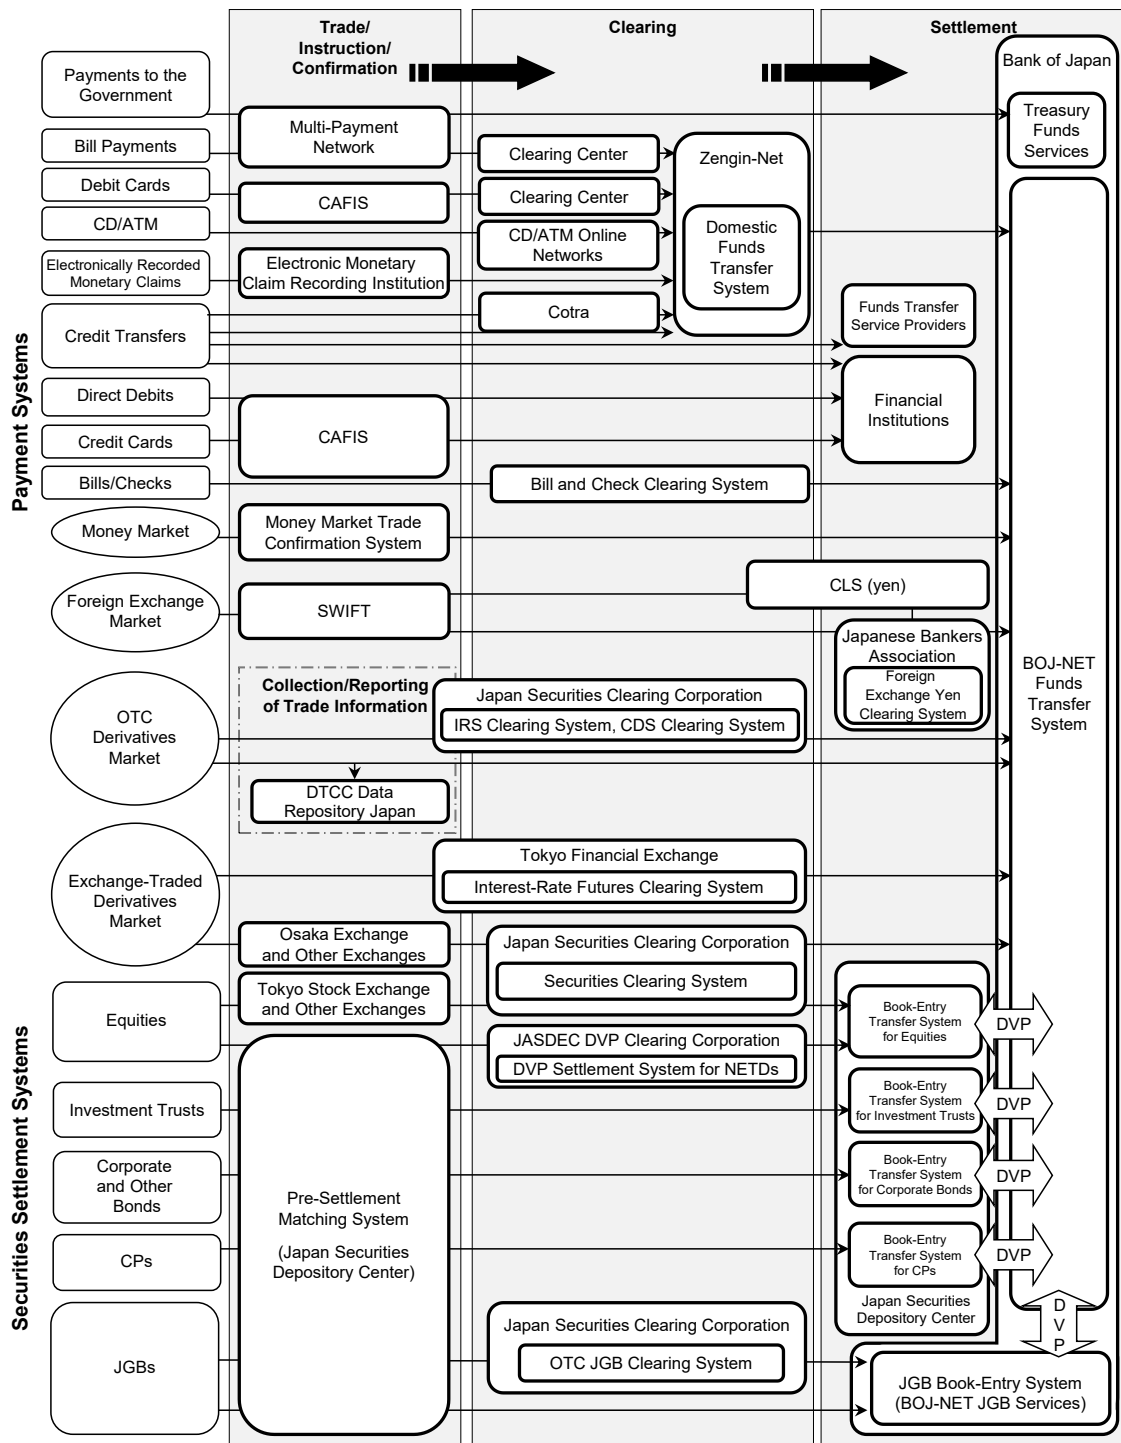 Trade/
Instruction/
Confirmation
Clearing
Settlement
Payment Systems
Securities Settlement Systems
Payments to the
Government
Bill Payments
Debit Cards
CD/ATM
Electronically Recorded
Monetary Claims
Credit Transfers
Direct Debits
Credit Cards
Bills/Checks
Money Market
Foreign Exchange
Market
OTC
Derivatives
Market
Exchange-Traded
Derivatives
Market
Equities
Investment Trusts
Corporate
and Other
Bonds
CPs
JGBs
Multi-Payment
Network
CAFIS
Electronic Monetary
Claim Recording Institution
CAFIS
Money Market Trade
Confirmation System
SWIFT
Collection/Reporting
of Trade Information
DTCC Data
Repository Japan
Osaka Exchange
and Other Exchanges
Tokyo Stock Exchange
and Other Exchanges
Pre-Settlement
Matching System
(Japan Securities
Depository Center)
Clearing Center
Clearing Center
CD/ATM Online
Networks
Cotra
Zengin-Net
Domestic
Funds
Transfer
System
Bill and Check Clearing System
CLS (yen)
Japan Securities Clearing Corporation
IRS Clearing System, CDS Clearing System
Tokyo Financial Exchange
Interest-Rate Futures Clearing System
Japan Securities Clearing Corporation
Securities Clearing System
JASDEC DVP Clearing Corporation
DVP Settlement System for NETDs
Japan Securities Clearing Corporation
OTC JGB Clearing System
Funds Transfer
Service Providers
Financial
Institutions
Japanese Bankers
Association
Foreign
Exchange Yen
Clearing System
Book-Entry
Transfer System
for Equities
Book-Entry
Transfer System
for Investment Trusts
Book-Entry
Transfer System
for Corporate Bonds
Book-Entry
Transfer System
for CPs
Japan Securities
Depository Center
DVP
DVP
DVP
DVP
D
V
P
Bank of Japan
Treasury
Funds
Services
BOJ-NET
Funds
Transfer
System
JGB Book-Entry System
(BOJ-NET JGB Services)